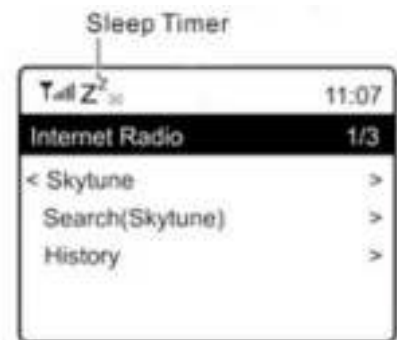 Sleep Timer
11:07
Internet Radio 1/3
< Skytune >
Search(Skytune) >
History >